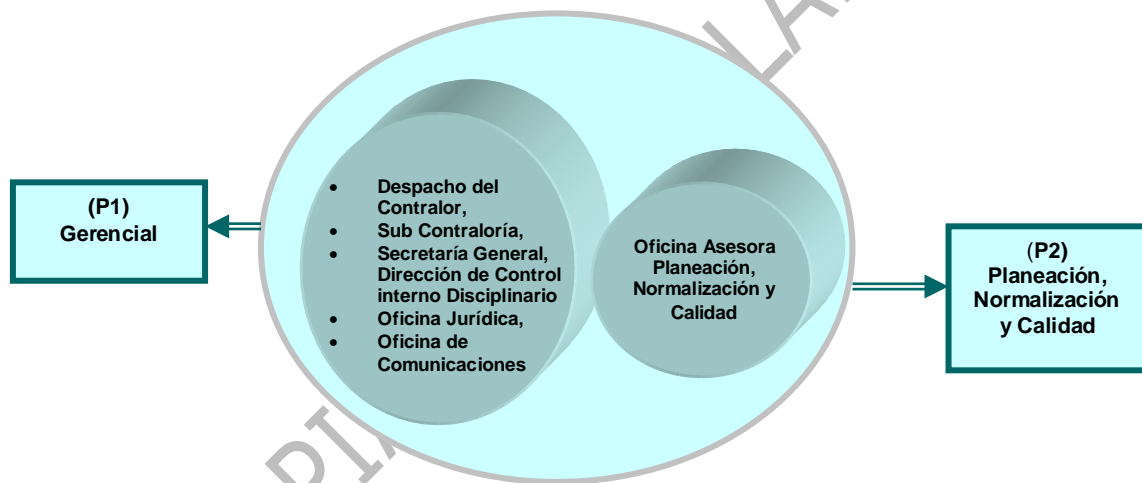 (P1)
Gerencial
• Despacho del
Contralor,
• Sub Contraloría,
• Secretaría General,
Dirección de Control
interno Disciplinario
• Oficina Jurídica,
• Oficina de
Comunicaciones
Oficina Asesora
Planeación,
Normalización y
Calidad
(P2)
Planeación,
Normalización
y Calidad